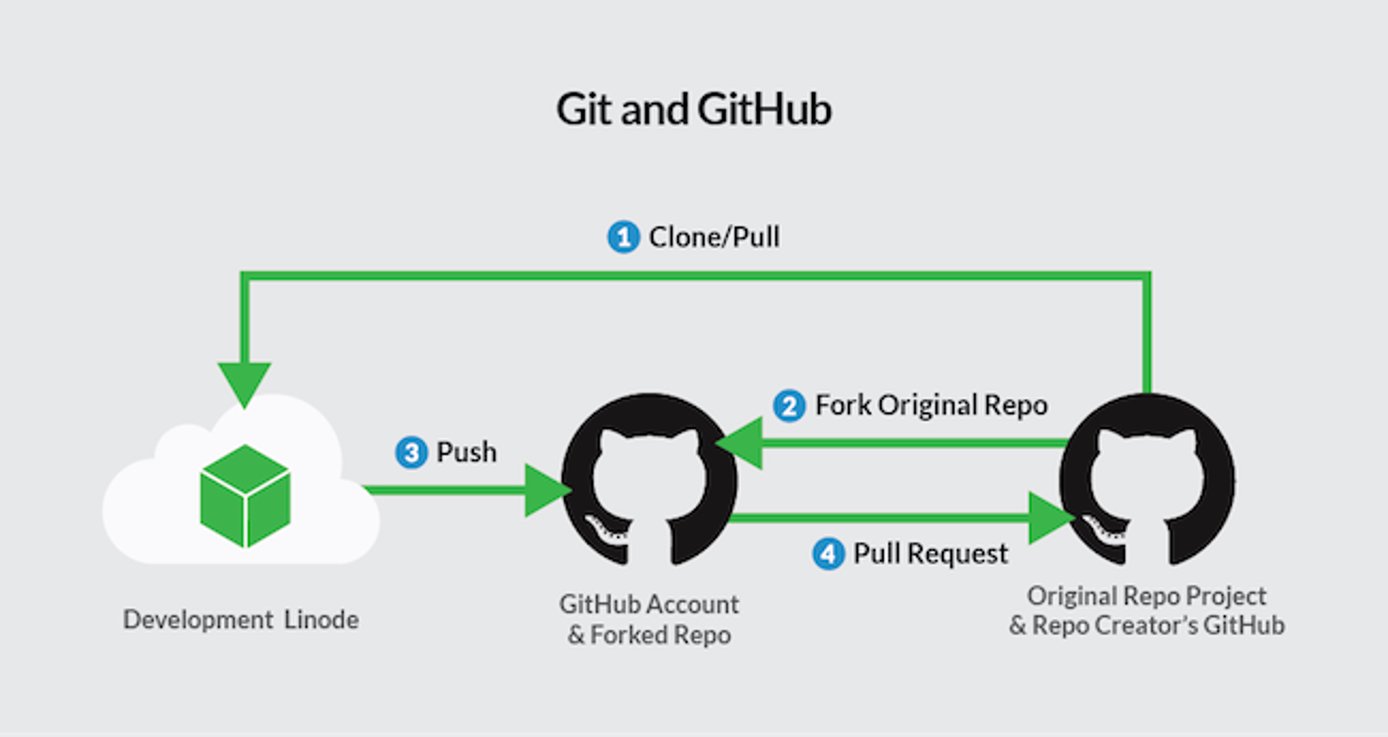 Git and GitHub
1 Clone/Pull
2 Fork Original Repo
3 Push
4 Pull Request
Development Linode
GitHub Account
& Forked Repo
Original Repo Project
& Repo Creator's GitHub